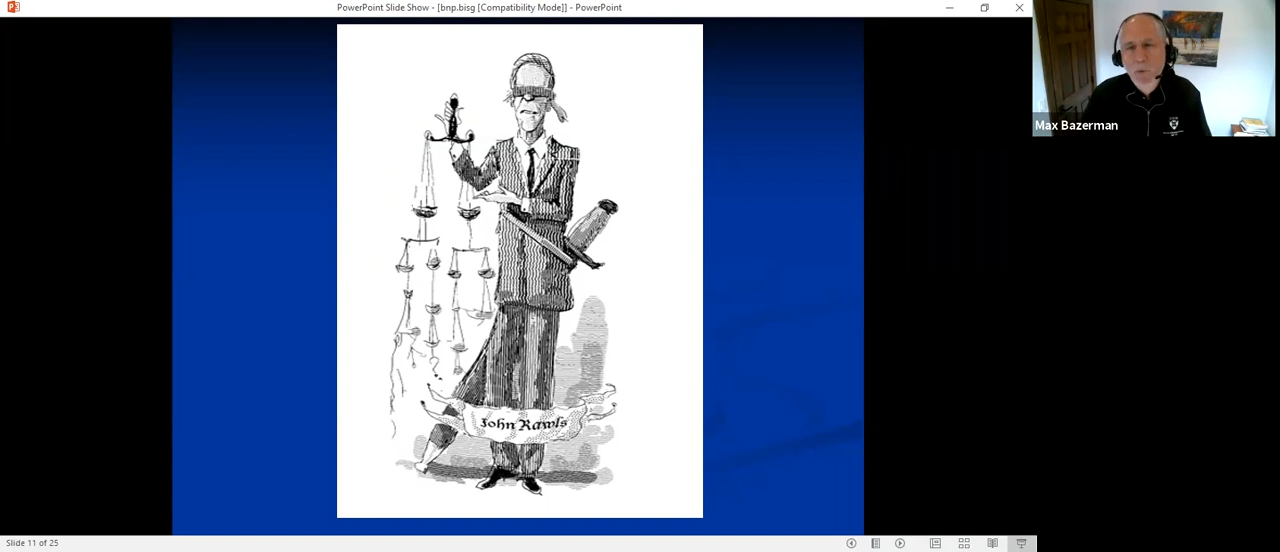 PowerPoint Slide Show - [bnp.bisg [Compatibility Mode]] - PowerPoint
Max Bazerman
John Rawls
Slide 11 of 25